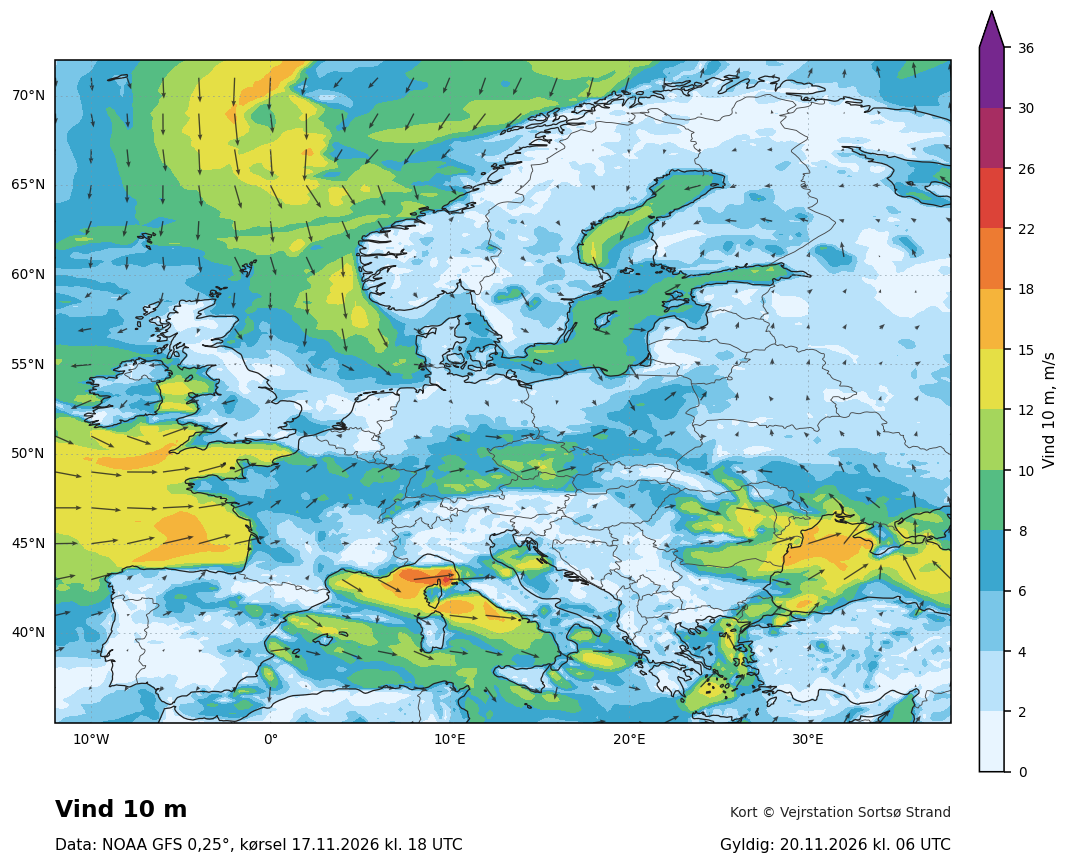 36
30
26
22
18
15
12
10
8
6
4
2
0
Vind 10 m, m/s
70°N
65°N
60°N
55°N
50°N
45°N
40°N
10°W
0°
10°E
20°E
30°E
Vind 10 m
Kort © Vejrstation Sortsø Strand
Data: NOAA GFS 0,25°, kørsel 17.11.2026 kl. 18 UTC
Gyldig: 20.11.2026 kl. 06 UTC